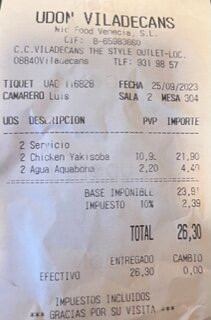 UDON VILADECANS
Nic Food Venecia, S.L.
CIF: B-65983660
C.C.VILADECANS THE STYLE OUTLET-LOC.
08840Viladecans TLF: 931 98 57
TIQUET UAC 116828 FECHA 25/09/2023
CAMARERO Luis SALA 2 MESA 304
UDS DESCRIPCION PVP IMPORTE
2 Servicio
2 Chicken Yakisoba 10,95 21,90
2 Agua Aquabona 2,20 4,40
BASE IMPONIBLE 23,91
IMPUESTO 10% 2,39
TOTAL 26,30
ENTREGADO CAMBIO
EFECTIVO 26,30 0,00
IMPUESTOS INCLUIDOS
*** GRACIAS POR SU VISITA ***